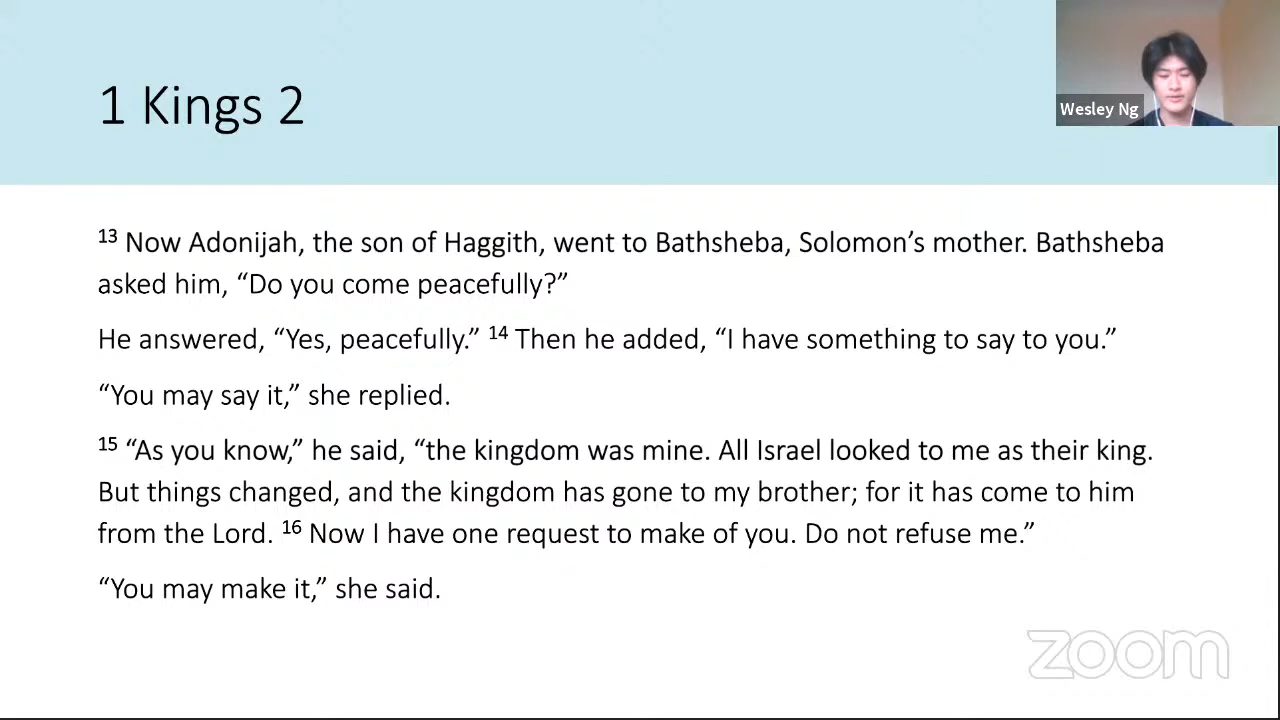 1 Kings 2
Wesley Ng
13 Now Adonijah, the son of Haggith, went to Bathsheba, Solomon’s mother. Bathsheba
asked him, “Do you come peacefully?”
He answered, “Yes, peacefully.” 14 Then he added, “I have something to say to you.”
“You may say it,” she replied.
15 “As you know,” he said, “the kingdom was mine. All Israel looked to me as their king.
But things changed, and the kingdom has gone to my brother; for it has come to him
from the Lord. 16 Now I have one request to make of you. Do not refuse me.”
“You may make it,” she said.
zoom